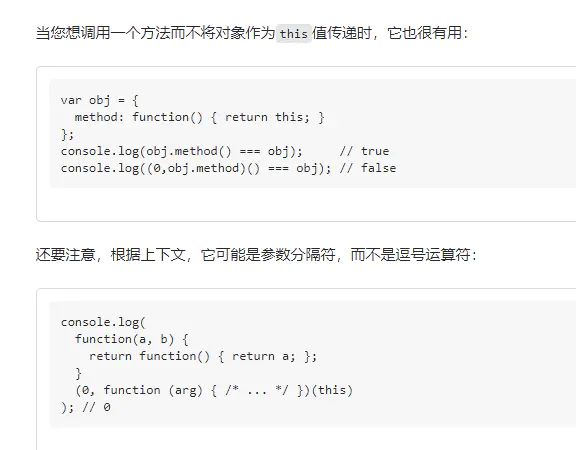 当您想调用一个方法而不将对象作为this值传递时，它也很有用：
var obj = {
  method: function() { return this; }
};
console.log(obj.method() === obj);     // true
console.log((0,obj.method)() === obj); // false
还要注意，根据上下文，它可能是参数分隔符，而不是逗号运算符：
console.log(
  function(a, b) {
    return function() { return a; };
  }
  (0, function (arg) { /* ... */ })(this)
); // 0